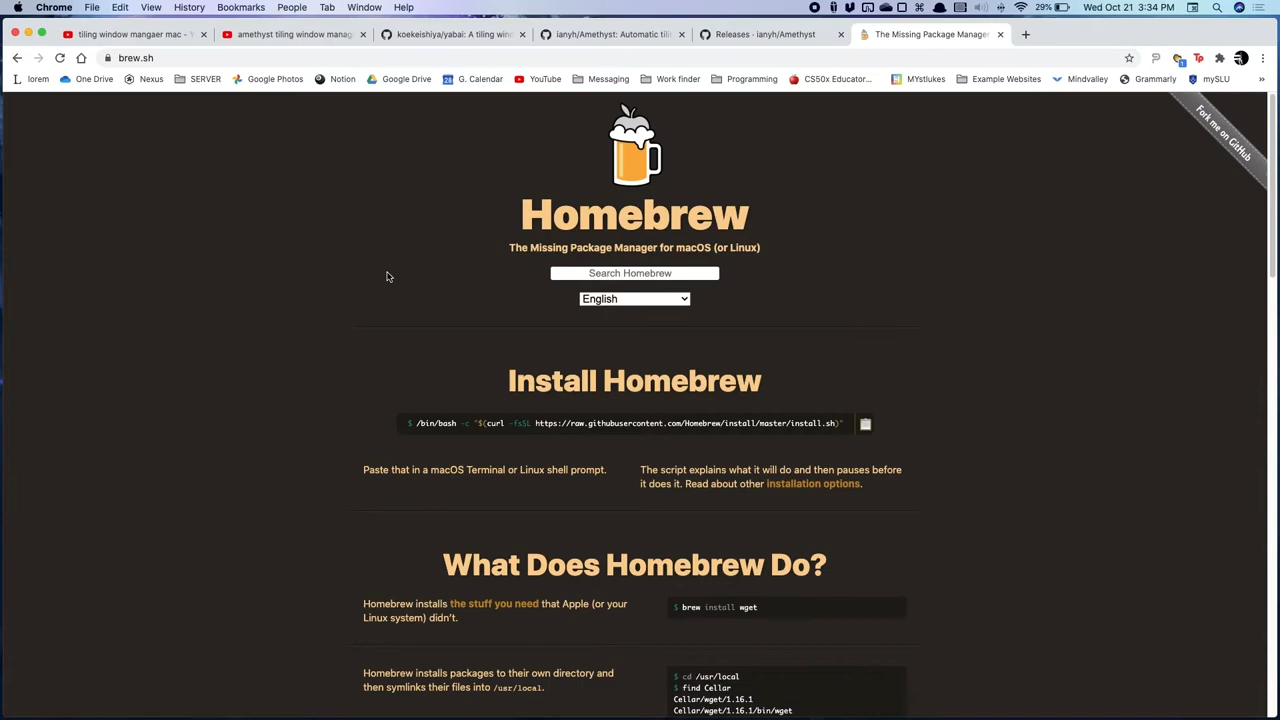 Chrome File Edit View History Bookmarks People Tab Window Help 29% Wed Oct 21 3:34 PM
tiling window mangaer mac - Y amethyst tiling window manag koekeishiya/yabai: A tiling win ianyh/Amethyst: Automatic tili Releases · ianyh/Amethyst The Missing Package Manager
brew.sh
lorem One Drive Nexus SERVER Google Photos Notion Google Drive G. Calendar YouTube Messaging Work finder Programming CS50x Educator... MYstlukes Example Websites Mindvalley Grammarly mySLU »
Fork me on GitHub
Homebrew
The Missing Package Manager for macOS (or Linux)
Search Homebrew
English
Install Homebrew
$ /bin/bash -c "$(curl -fsSL https://raw.githubusercontent.com/Homebrew/install/master/install.sh)"
Paste that in a macOS Terminal or Linux shell prompt.
The script explains what it will do and then pauses before
it does it. Read about other installation options.
What Does Homebrew Do?
Homebrew installs the stuff you need that Apple (or your
Linux system) didn't.
$ brew install wget
Homebrew installs packages to their own directory and
then symlinks their files into /usr/local.
$ cd /usr/local
$ find Cellar
Cellar/wget/1.16.1
Cellar/wget/1.16.1/bin/wget